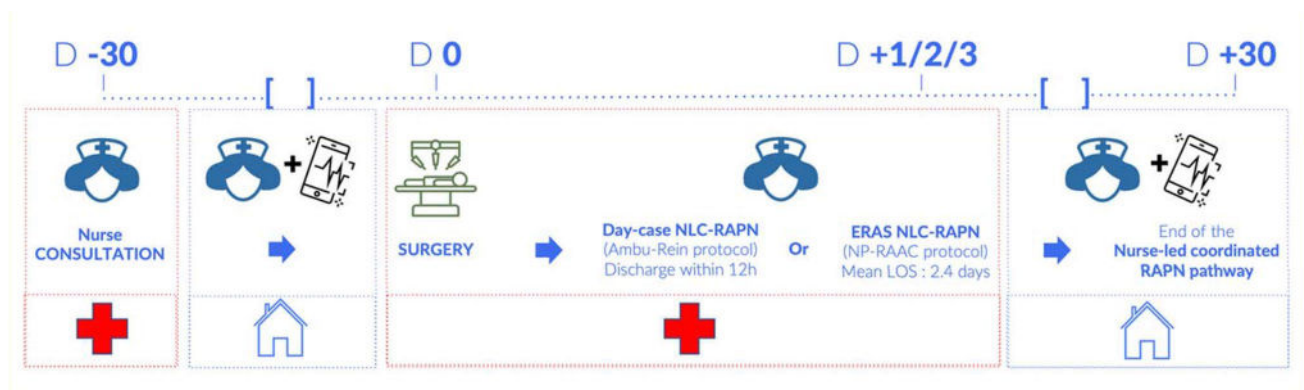 D -30
D 0
D +1/2/3
D +30
[ ]
[ ]
+
+
Nurse
CONSULTATION
SURGERY
Day-case NLC-RAPN
(Ambu-Rein protocol)
Discharge within 12h
Or
ERAS NLC-RAPN
(NP-RAAC protocol)
Mean LOS : 2.4 days
End of the
Nurse-led coordinated
RAPN pathway